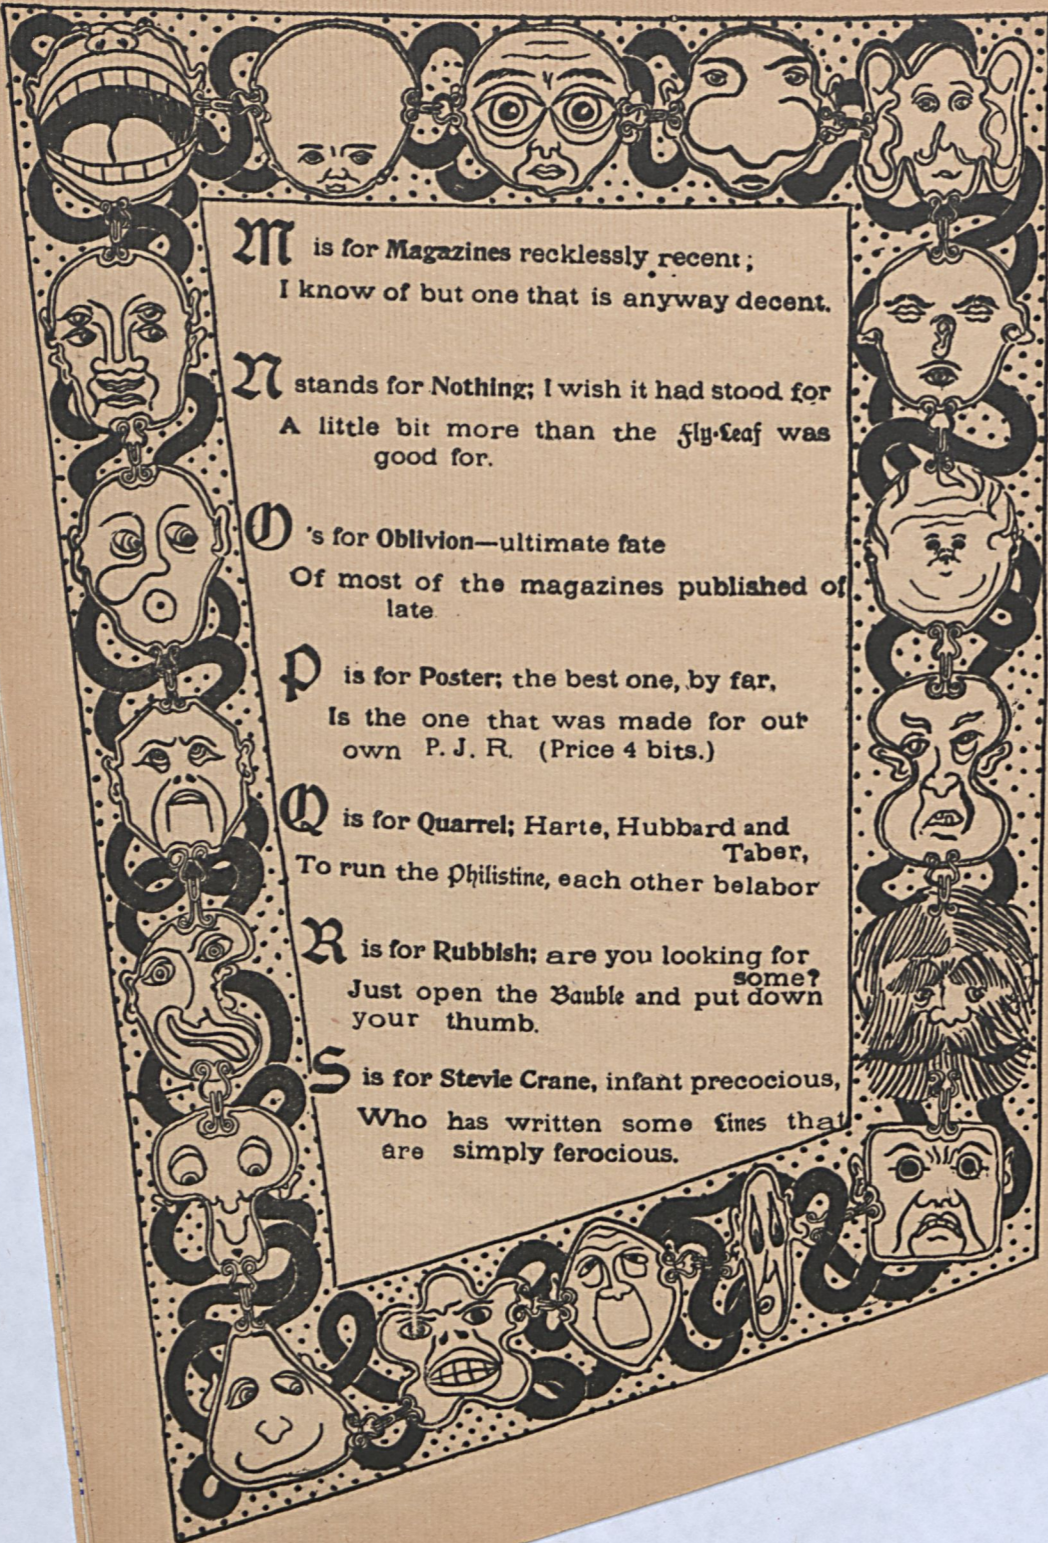 M is for Magazines recklessly recent;
I know of but one that is anyway decent.
N stands for Nothing; I wish it had stood for
A little bit more than the Fly-Leaf was
good for.
O 's for Oblivion—ultimate fate
Of most of the magazines published of
late
P is for Poster; the best one, by far,
Is the one that was made for our
own P. J. R. (Price 4 bits.)
Q is for Quarrel; Harte, Hubbard and
Taber,
To run the Philistine, each other belabor
R is for Rubbish; are you looking for
some?
Just open the Bauble and put down
your thumb.
S is for Stevie Crane, infant precocious,
Who has written some Lines that
are simply ferocious.